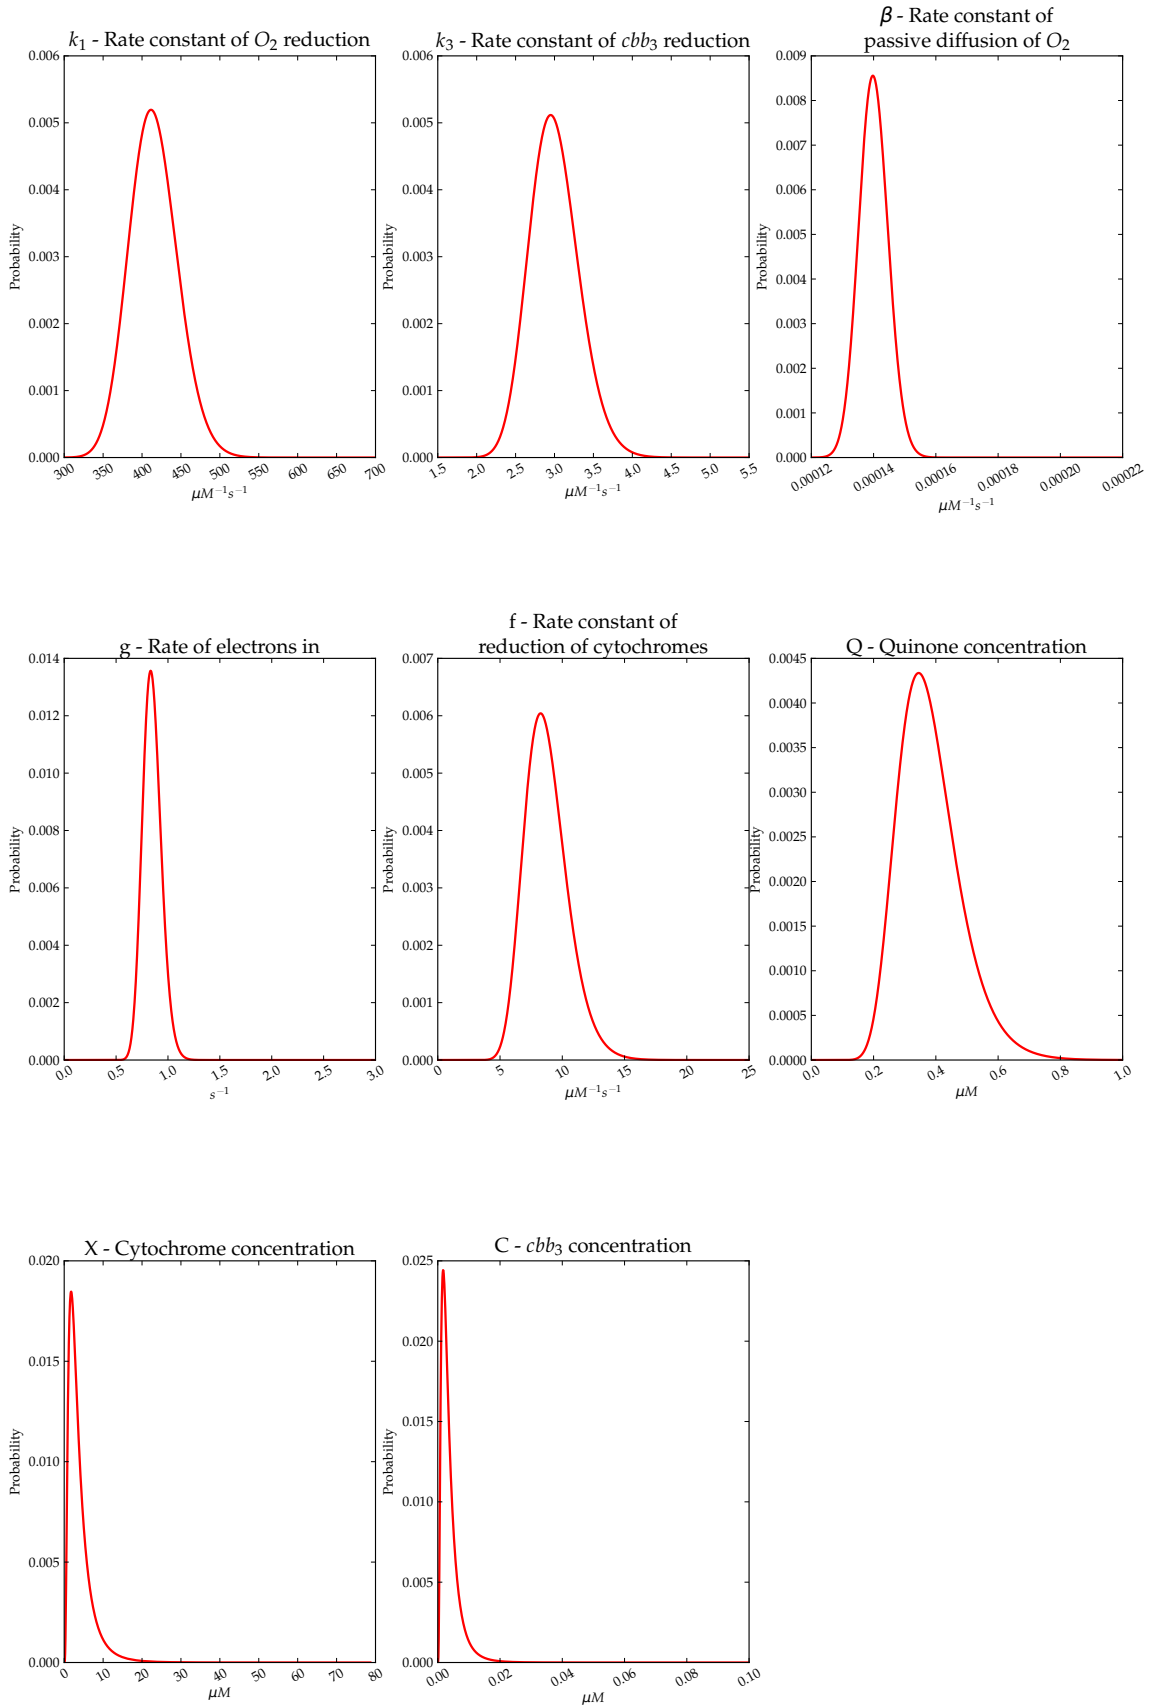 k₁ - Rate constant of O₂ reduction
0.006
0.005
0.004
0.003
0.002
0.001
0.000
Probability
300 350 400 450 500 550 600 650 700
μM⁻¹s⁻¹
k₃ - Rate constant of cbb₃ reduction
0.006
0.005
0.004
0.003
0.002
0.001
0.000
Probability
1.5 2.0 2.5 3.0 3.5 4.0 4.5 5.0 5.5
μM⁻¹s⁻¹
β - Rate constant of
passive diffusion of O₂
0.009
0.008
0.007
0.006
0.005
0.004
0.003
0.002
0.001
0.000
Probability
0.00012 0.00014 0.00016 0.00018 0.00020 0.00022
μM⁻¹s⁻¹
g - Rate of electrons in
0.014
0.012
0.010
0.008
0.006
0.004
0.002
0.000
Probability
0.0 0.5 1.0 1.5 2.0 2.5 3.0
s⁻¹
f - Rate constant of
reduction of cytochromes
0.007
0.006
0.005
0.004
0.003
0.002
0.001
0.000
Probability
0 5 10 15 20 25
μM⁻¹s⁻¹
Q - Quinone concentration
0.0045
0.0040
0.0035
0.0030
0.0025
0.0020
0.0015
0.0010
0.0005
0.0000
Probability
0.0 0.2 0.4 0.6 0.8 1.0
μM
X - Cytochrome concentration
0.020
0.015
0.010
0.005
0.000
Probability
0 10 20 30 40 50 60 70 80
μM
C - cbb₃ concentration
0.025
0.020
0.015
0.010
0.005
0.000
Probability
0.00 0.02 0.04 0.06 0.08 0.10
μM